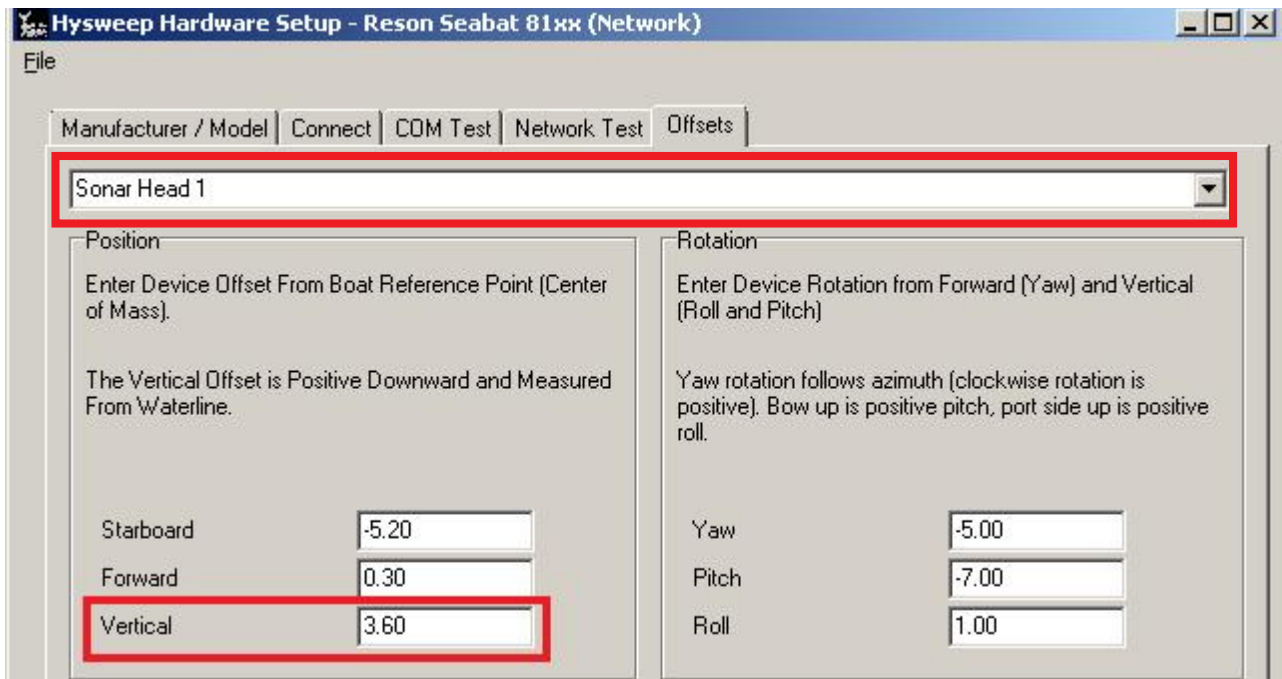 Hysweep Hardware Setup - Reson Seabat 81xx (Network)
File
Manufacturer / Model
Connect
COM Test
Network Test
Offsets
Sonar Head 1
Position
Enter Device Offset From Boat Reference Point (Center
of Mass).
The Vertical Offset is Positive Downward and Measured
From Waterline.
Starboard -5.20
Forward 0.30
Vertical 3.60
Rotation
Enter Device Rotation from Forward (Yaw) and Vertical
(Roll and Pitch)
Yaw rotation follows azimuth (clockwise rotation is
positive). Bow up is positive pitch, port side up is positive
roll.
Yaw -5.00
Pitch -7.00
Roll 1.00